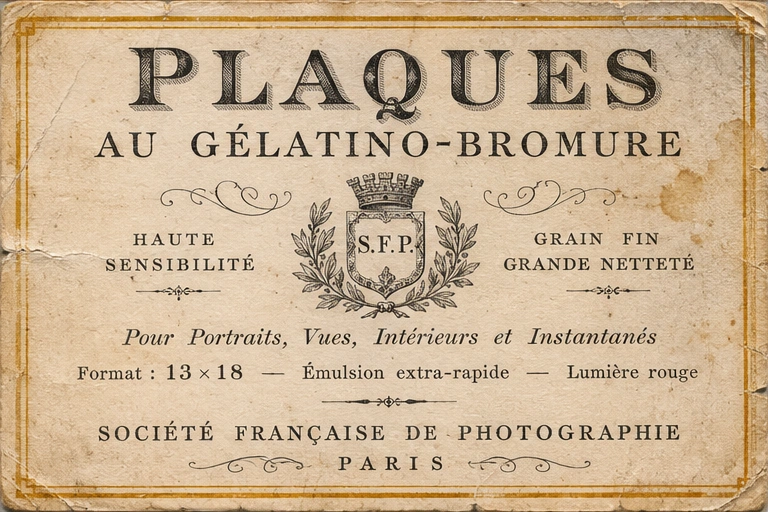 PLAQUES
AU GÉLATINO-BROMURE
S.F.P.
HAUTE
SENSIBILITÉ
GRAIN FIN
GRANDE NETTETÉ
Pour Portraits, Vues, Intérieurs et Instantanés
Format : 13 × 18 — Émulsion extra-rapide — Lumière rouge
SOCIÉTÉ FRANÇAISE DE PHOTOGRAPHIE
PARIS